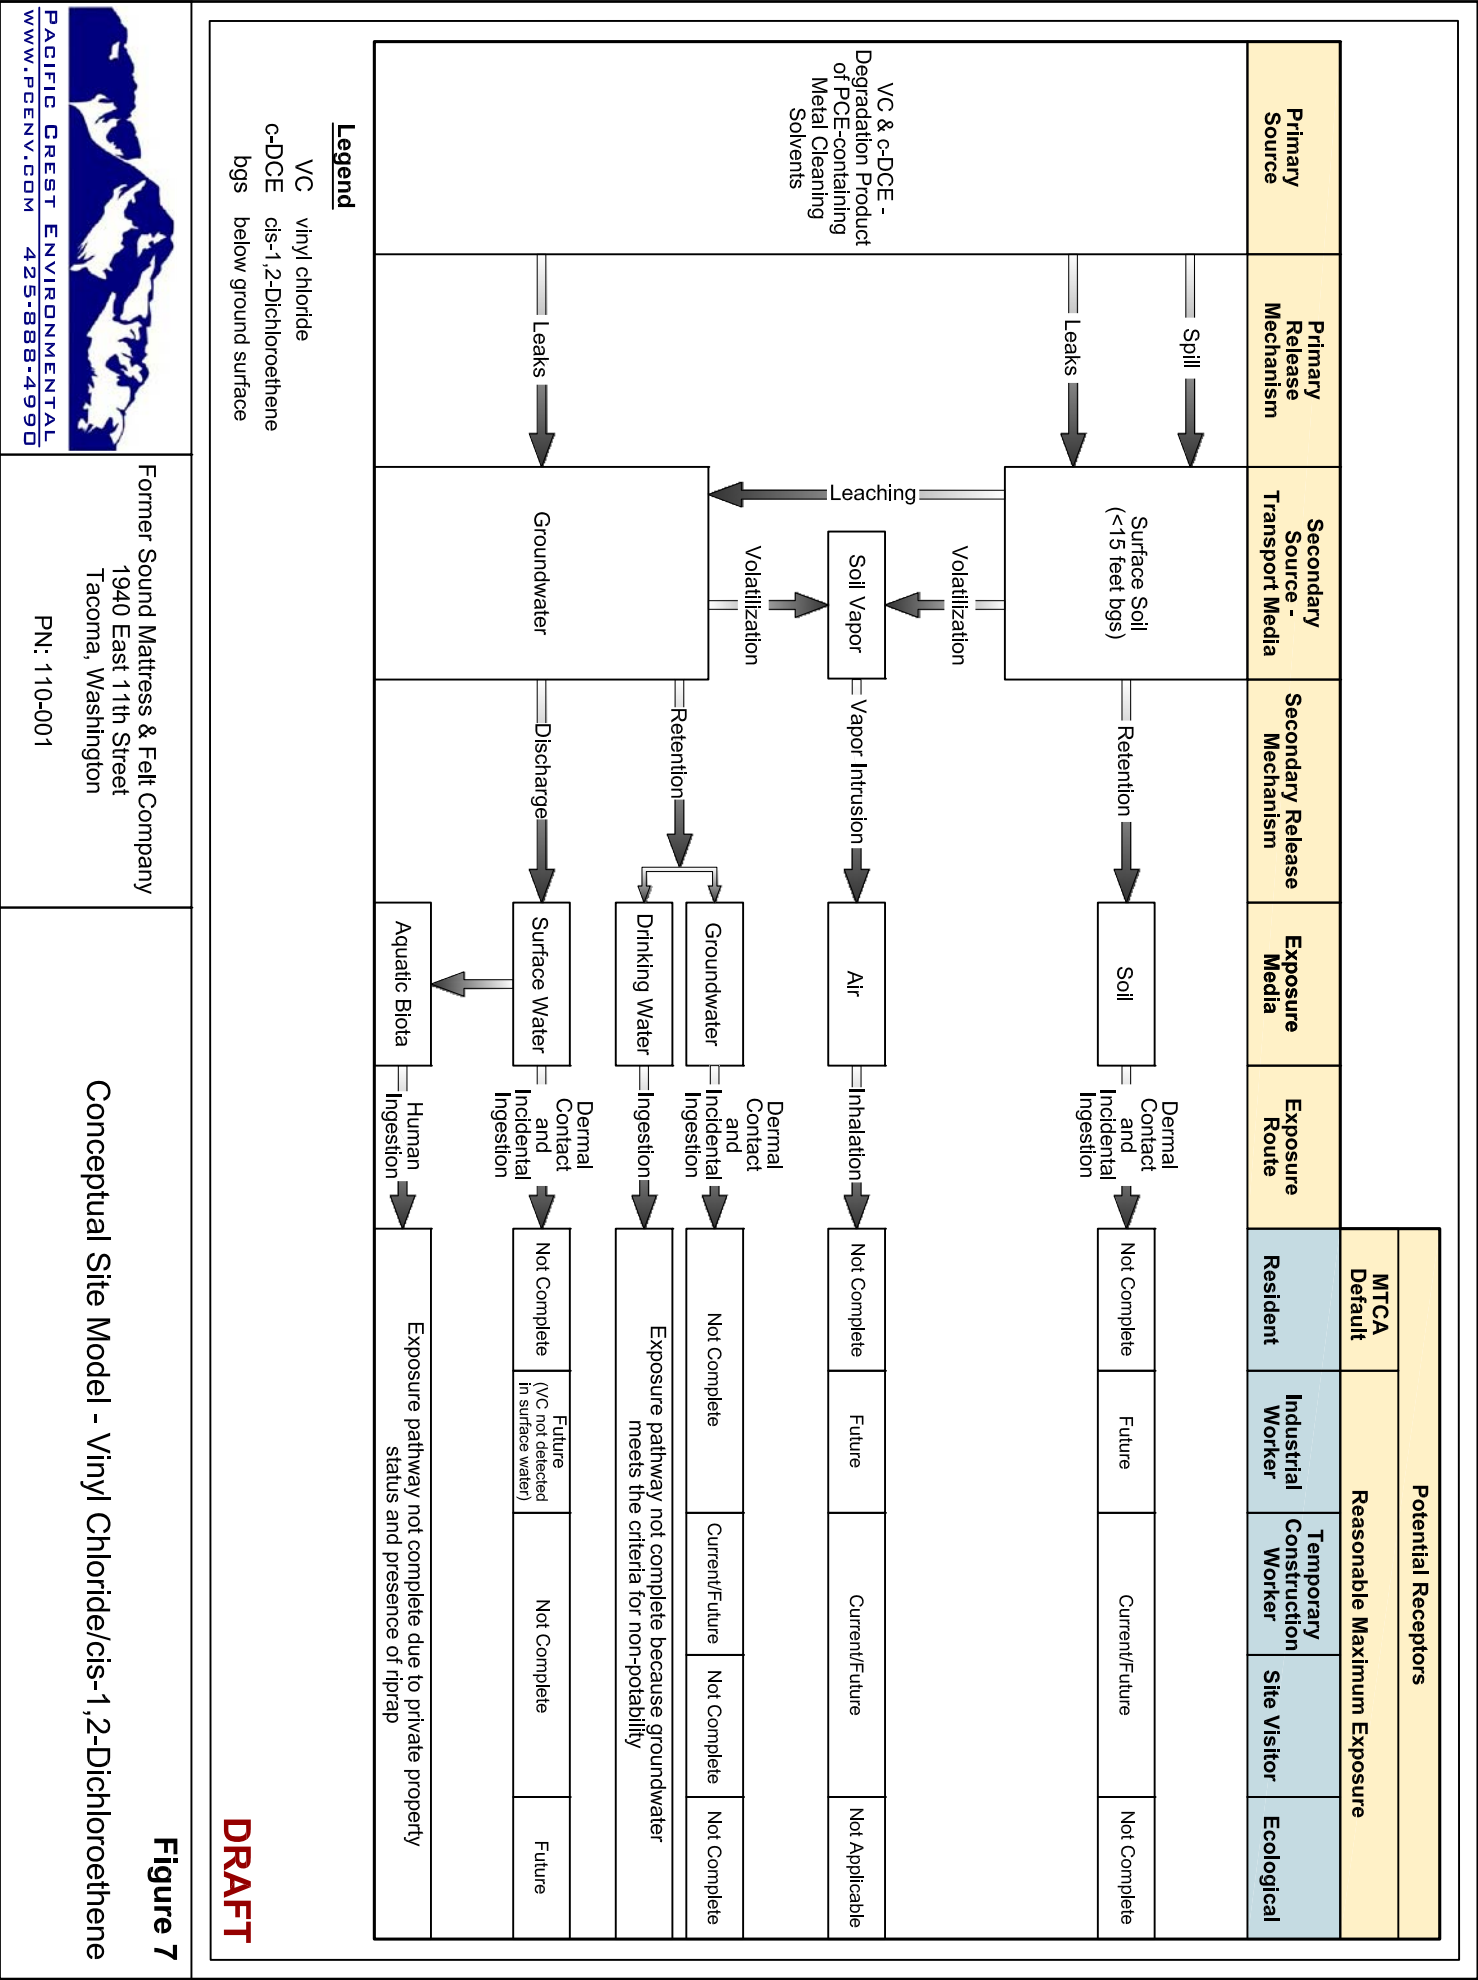 Potential Receptors
MTCA
Default
Reasonable Maximum Exposure
Primary
Source
Primary
Release
Mechanism
Secondary
Source -
Transport Media
Secondary Release
Mechanism
Exposure
Media
Exposure
Route
Resident
Industrial
Worker
Temporary
Construction
Worker
Site Visitor
Ecological
VC & c-DCE -
Degradation Product
of PCE-containing
Metal Cleaning
Solvents
Spill
Leaks
Surface Soil
(<15 feet bgs)
Retention
Soil
Dermal
Contact
and
Incidental
Ingestion
Not Complete
Future
Current/Future
Not Complete
Volatilization
Leaching
Soil Vapor
Vapor Intrusion
Air
Inhalation
Not Complete
Future
Current/Future
Not Applicable
Volatilization
Leaks
Groundwater
Retention
Groundwater
Dermal
Contact
and
Incidental
Ingestion
Not Complete
Current/Future
Not Complete
Not Complete
Drinking Water
Ingestion
Exposure pathway not complete because groundwater
meets the criteria for non-potability
Discharge
Surface Water
Dermal
Contact
and
Incidental
Ingestion
Not Complete
Future
(VC not detected
in surface water)
Not Complete
Future
Aquatic Biota
Human
Ingestion
Exposure pathway not complete due to private property
status and presence of riprap
Legend
VC vinyl chloride
c-DCE cis-1,2-Dichloroethene
bgs below ground surface
DRAFT
PACIFIC CREST ENVIRONMENTAL
WWW.PCENV.COM 425-888-4990
Former Sound Mattress & Felt Company
1940 East 11th Street
Tacoma, Washington
PN: 110-001
Figure 7
Conceptual Site Model - Vinyl Chloride/cis-1,2-Dichloroethene